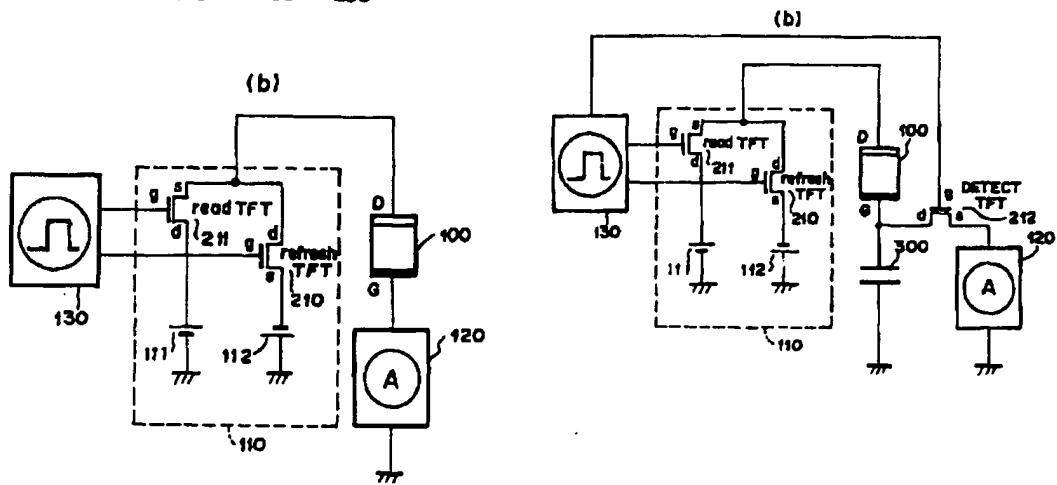 (b)
g
s
read TFT
d
211
g
d
refresh
TFT
s
210
130
111
112
110
D
100
G
120
A
(b)
g
s
read TFT
d
211
g
d
refresh
TFT
s
210
130
11
112
110
D
100
G
g
DETECT
TFT
d
s
212
300
120
A